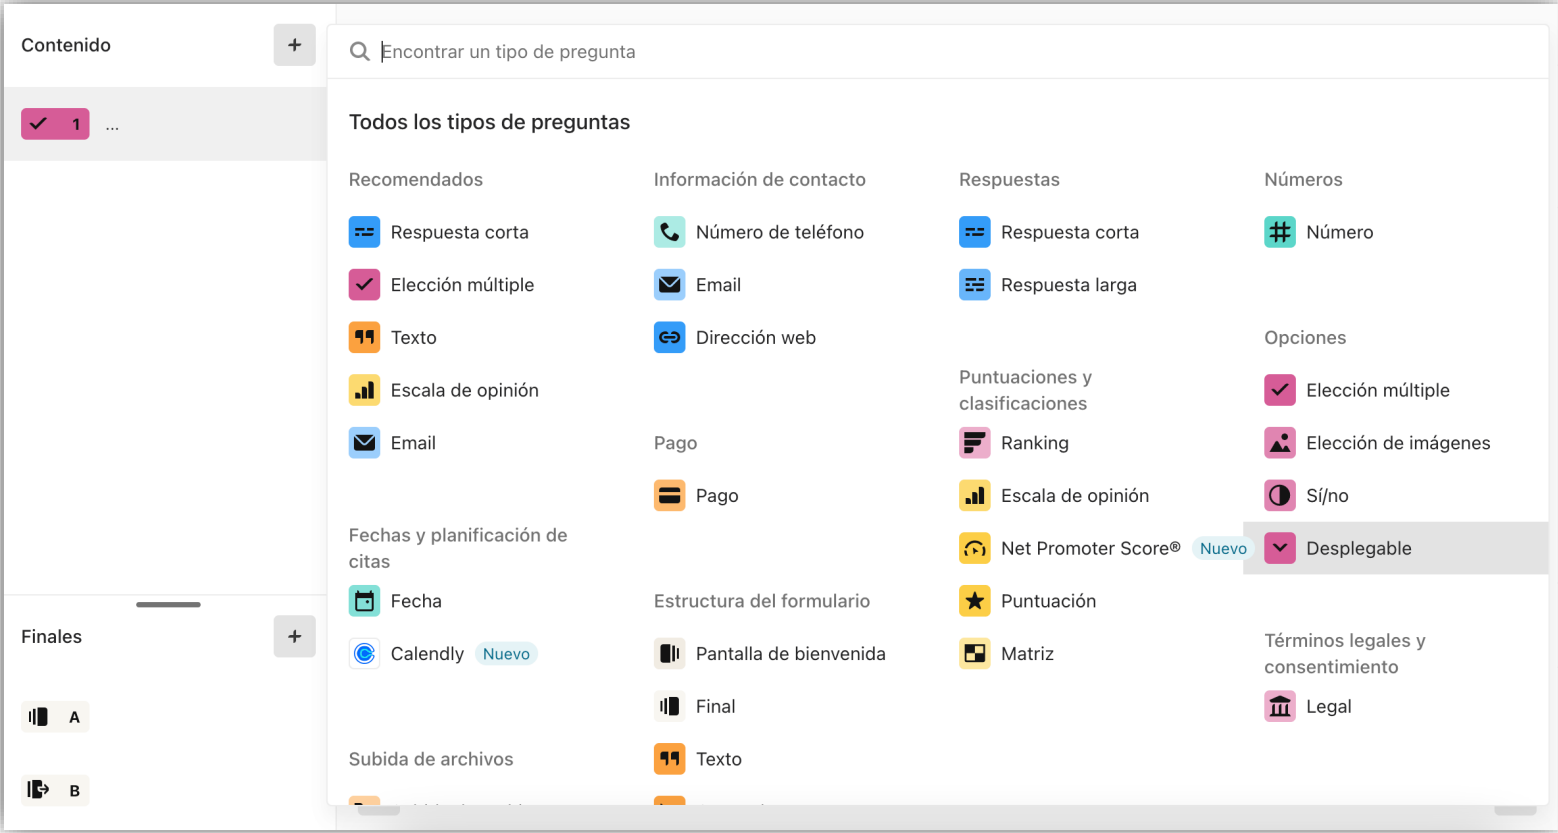 Contenido
+
1 ...
Finales
+
A
B
Encontrar un tipo de pregunta
Todos los tipos de preguntas
Recomendados
Respuesta corta
Elección múltiple
Texto
Escala de opinión
Email
Fechas y planificación de
citas
Fecha
Calendly Nuevo
Subida de archivos
Información de contacto
Número de teléfono
Email
Dirección web
Pago
Pago
Estructura del formulario
Pantalla de bienvenida
Final
Texto
Respuestas
Respuesta corta
Respuesta larga
Puntuaciones y
clasificaciones
Ranking
Escala de opinión
Net Promoter Score® Nuevo
Puntuación
Matriz
Números
Número
Opciones
Elección múltiple
Elección de imágenes
Sí/no
Desplegable
Términos legales y
consentimiento
Legal